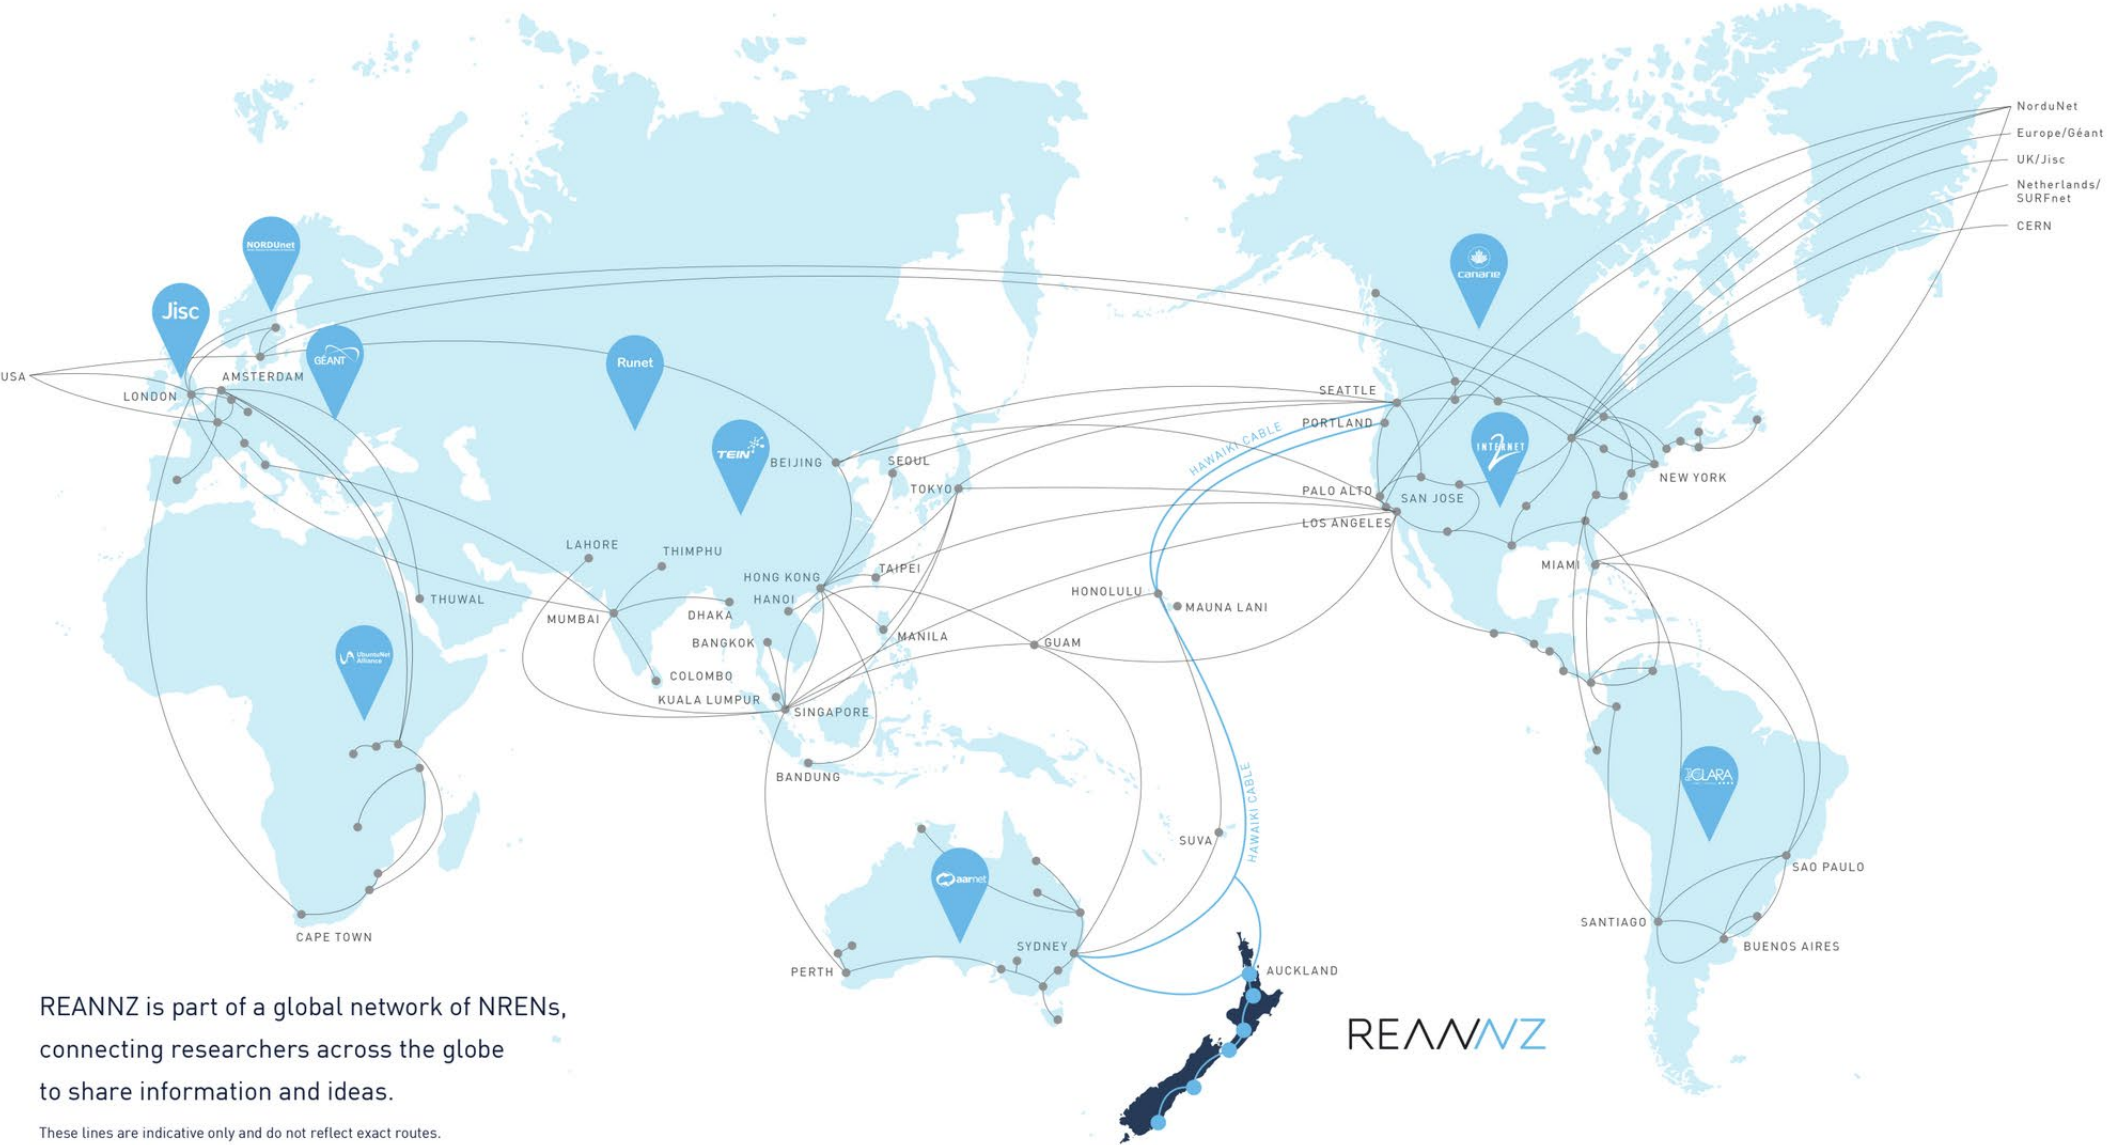 NorduNet
Europe/Géant
UK/Jisc
Netherlands/
SURFnet
CERN
NORDUnet
canarie
Jisc
GÉANT
Runet
USA
AMSTERDAM
LONDON
SEATTLE
PORTLAND
HAWAIKI CABLE
INTERNET
2
TEIN
BEIJING
SEOUL
TOKYO
NEW YORK
PALO ALTO
SAN JOSE
LOS ANGELES
LAHORE
THIMPHU
MIAMI
TAIPEI
HONG KONG
HANOI
HONOLULU
MAUNA LANI
THUWAL
MUMBAI
DHAKA
BANGKOK
MANILA
GUAM
UbuntuNet
Alliance
COLOMBO
KUALA LUMPUR
SINGAPORE
BANDUNG
CLARA
HAWAIKI CABLE
SUVA
aarnet
SAO PAULO
SANTIAGO
BUENOS AIRES
CAPE TOWN
SYDNEY
PERTH
AUCKLAND
REANNZ is part of a global network of NRENs,
connecting researchers across the globe
to share information and ideas.
REANNZ
These lines are indicative only and do not reflect exact routes.